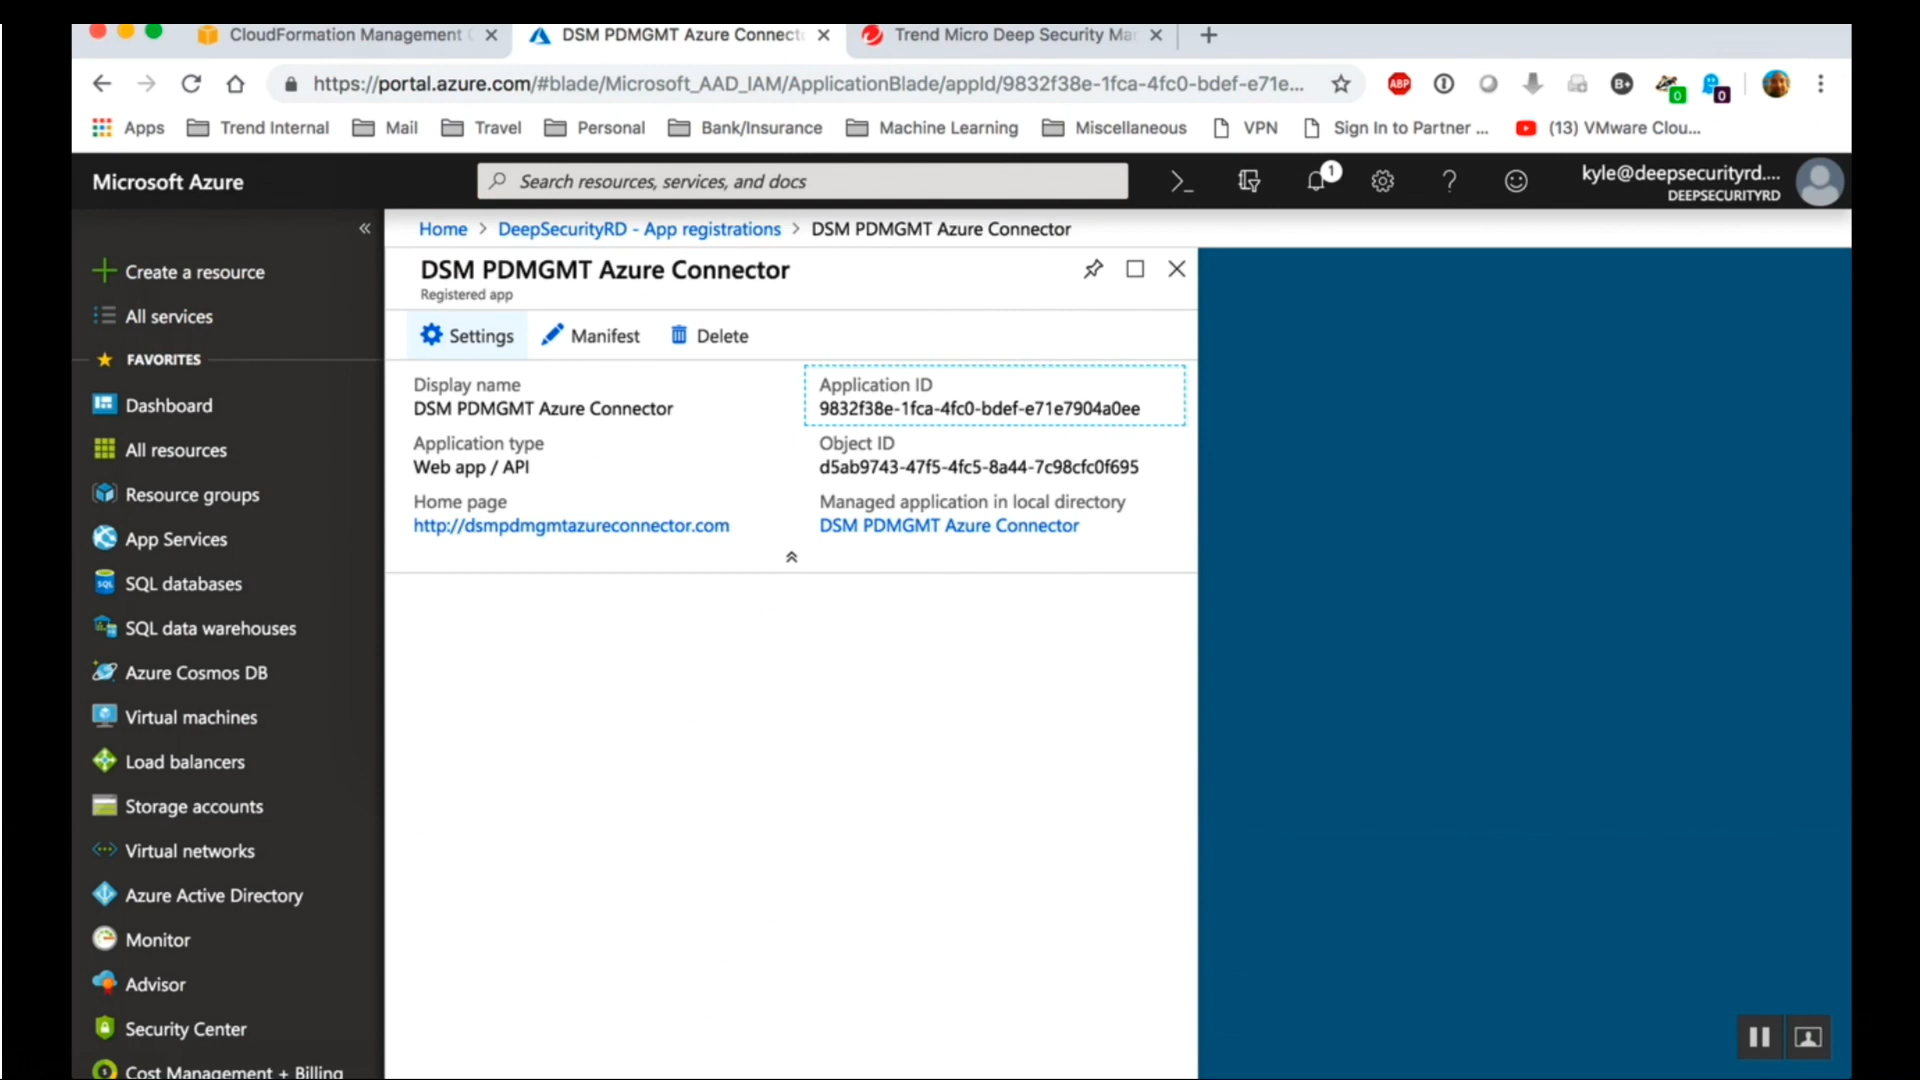 CloudFormation Management
DSM PDMGMT Azure Connect
Trend Micro Deep Security Ma
https://portal.azure.com/#blade/Microsoft_AAD_IAM/ApplicationBlade/appId/9832f38e-1fca-4fc0-bdef-e71e...
ABP
B+
0
0
Apps
Trend Internal
Mail
Travel
Personal
Bank/Insurance
Machine Learning
Miscellaneous
VPN
Sign In to Partner ...
(13) VMware Clou...
Microsoft Azure
Search resources, services, and docs
1
kyle@deepsecurityrd....
DEEPSECURITYRD
Home > DeepSecurityRD - App registrations > DSM PDMGMT Azure Connector
DSM PDMGMT Azure Connector
Registered app
Settings
Manifest
Delete
Display name
DSM PDMGMT Azure Connector
Application type
Web app / API
Home page
http://dsmpdmgmtazureconnector.com
Application ID
9832f38e-1fca-4fc0-bdef-e71e7904a0ee
Object ID
d5ab9743-47f5-4fc5-8a44-7c98cfc0f695
Managed application in local directory
DSM PDMGMT Azure Connector
Create a resource
All services
FAVORITES
Dashboard
All resources
Resource groups
App Services
SQL databases
SQL data warehouses
Azure Cosmos DB
Virtual machines
Load balancers
Storage accounts
Virtual networks
Azure Active Directory
Monitor
Advisor
Security Center
Cost Management + Billing